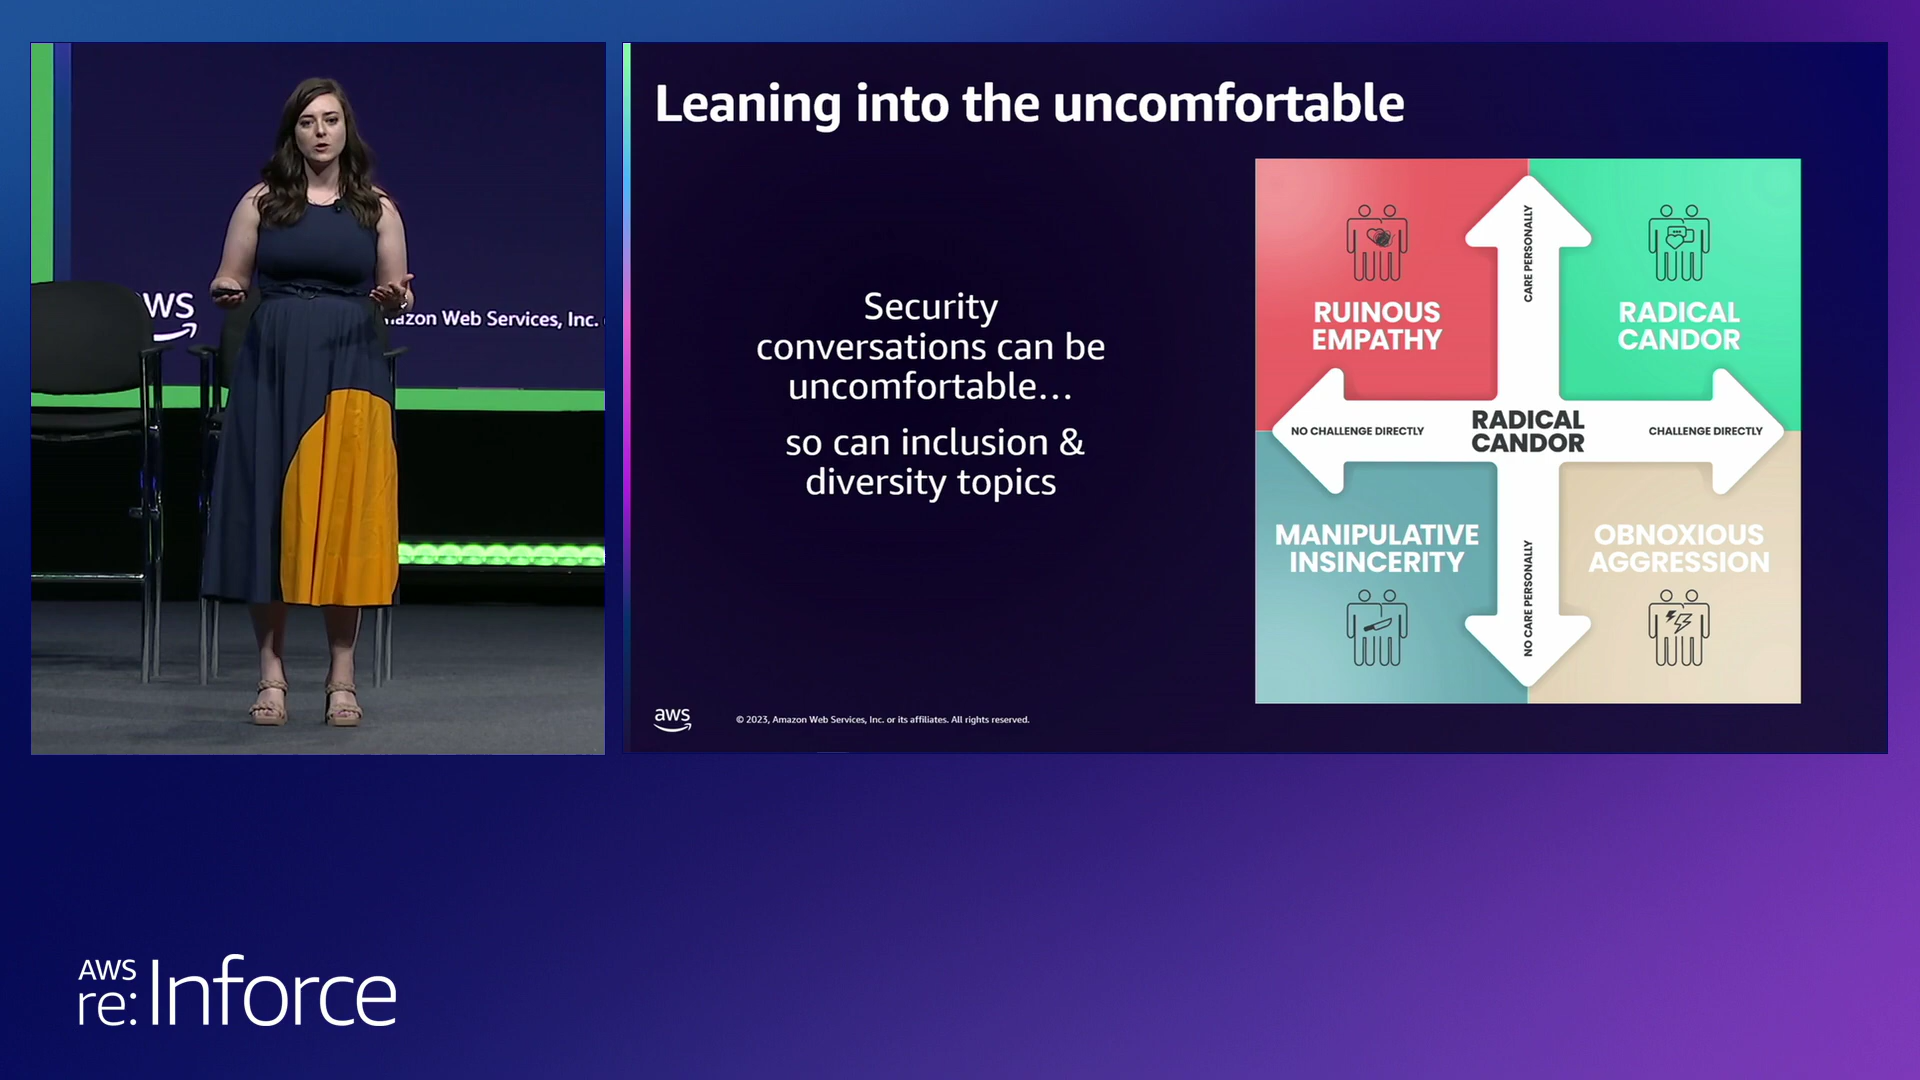 aws
mazon Web Services, Inc.
Leaning into the uncomfortable
Security
conversations can be
uncomfortable...
so can inclusion &
diversity topics
RUINOUS
EMPATHY
CARE PERSONALLY
RADICAL
CANDOR
NO CHALLENGE DIRECTLY
RADICAL
CANDOR
CHALLENGE DIRECTLY
MANIPULATIVE
INSINCERITY
NO CARE PERSONALLY
OBNOXIOUS
AGGRESSION
aws
© 2023, Amazon Web Services, Inc. or its affiliates. All rights reserved.
AWS
re:Inforce